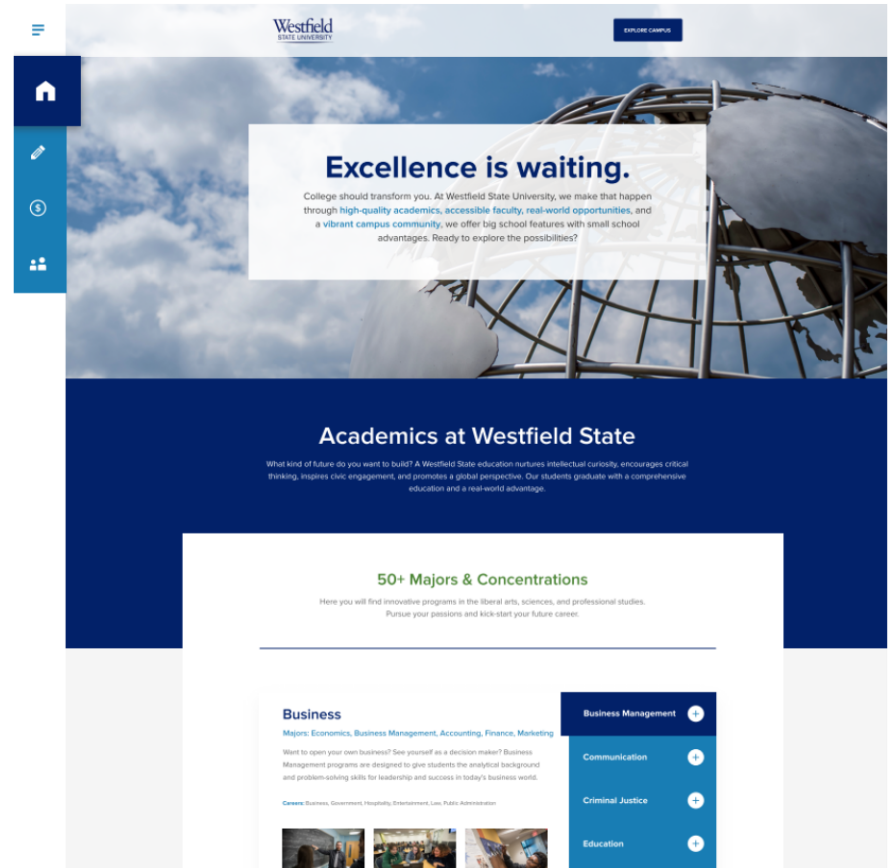 Westfield
STATE UNIVERSITY
EXPLORE CAMPUS
$
Excellence is waiting.
College should transform you. At Westfield State University, we make that happen
through high-quality academics, accessible faculty, real-world opportunities, and
a vibrant campus community, we offer big school features with small school
advantages. Ready to explore the possibilities?
Academics at Westfield State
What kind of future do you want to build? A Westfield State education nurtures intellectual curiosity, encourages critical
thinking, inspires civic engagement, and promotes a global perspective. Our students graduate with a comprehensive
education and a real-world advantage.
50+ Majors & Concentrations
Here you will find innovative programs in the liberal arts, sciences, and professional studies.
Pursue your passions and kick-start your future career.
Business
Majors: Economics, Business Management, Accounting, Finance, Marketing
Want to open your own business? See yourself as a decision maker? Business
Management programs are designed to give students the analytical background
and problem-solving skills for leadership and success in today's business world.
Careers: Business, Government, Hospitality, Entertainment, Law, Public Administration
Business Management
Communication
Criminal Justice
Education